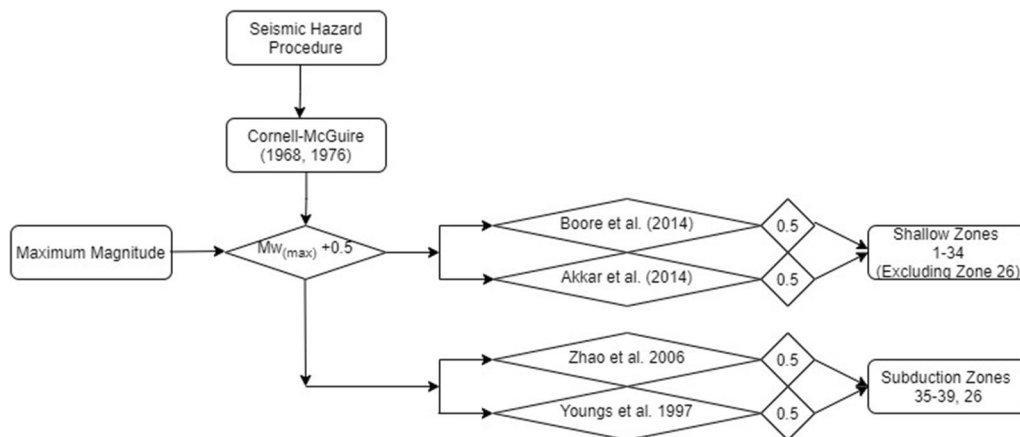 Seismic Hazard
Procedure
Cornell-McGuire
(1968, 1976)
Maximum Magnitude
Mw(max) +0.5
Boore et al. (2014)
0.5
Akkar et al. (2014)
0.5
Shallow Zones
1-34
(Excluding Zone 26)
Zhao et al. 2006
0.5
Youngs et al. 1997
0.5
Subduction Zones
35-39, 26